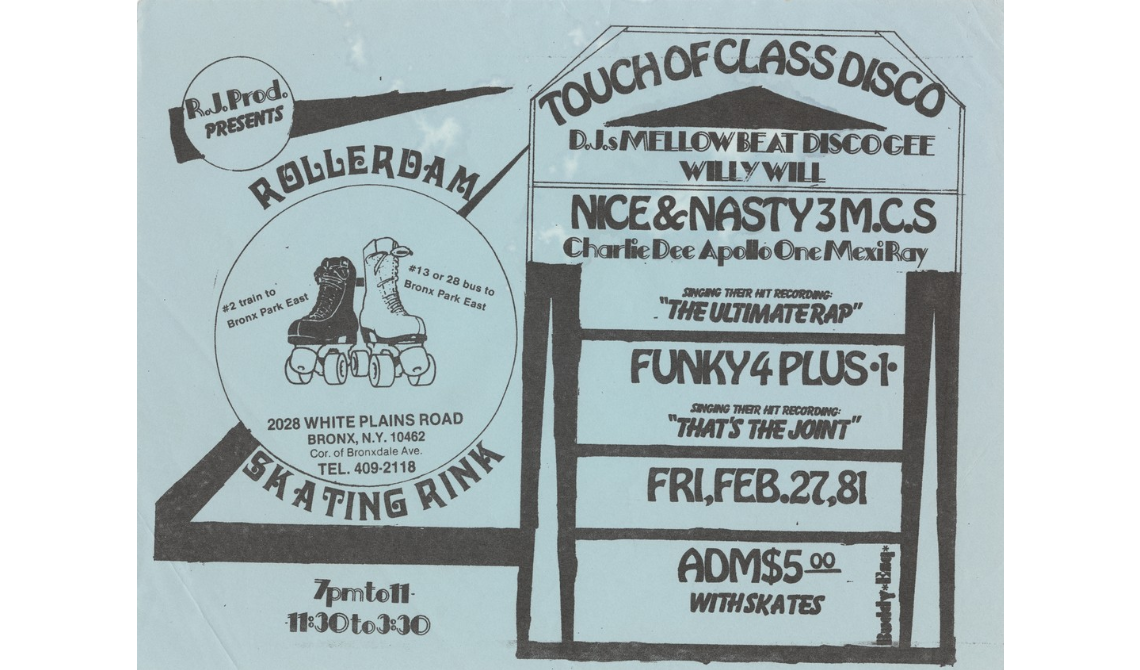 R.J. Prod.
PRESENTS
ROLLERDAM
#2 train to
Bronx Park East
#13 or 28 bus to
Bronx Park East
2028 WHITE PLAINS ROAD
BRONX, N.Y. 10462
Cor. of Bronxdale Ave.
TEL. 409-2118
SKATING RINK
7pm to 11
11:30 to 3:30
TOUCH OF CLASS DISCO
D.J.s MELLOW BEAT DISCO GEE
WILLY WILL
NICE & NASTY 3 M.C.S
Charlie Dee Apollo One Mexi Ray
SINGING THEIR HIT RECORDING:
"THE ULTIMATE RAP"
FUNKY 4 PLUS·1·
SINGING THEIR HIT RECORDING:
"THAT'S THE JOINT"
FRI, FEB. 27, 81
ADM $5 00
WITH SKATES
Buddy*Esq*